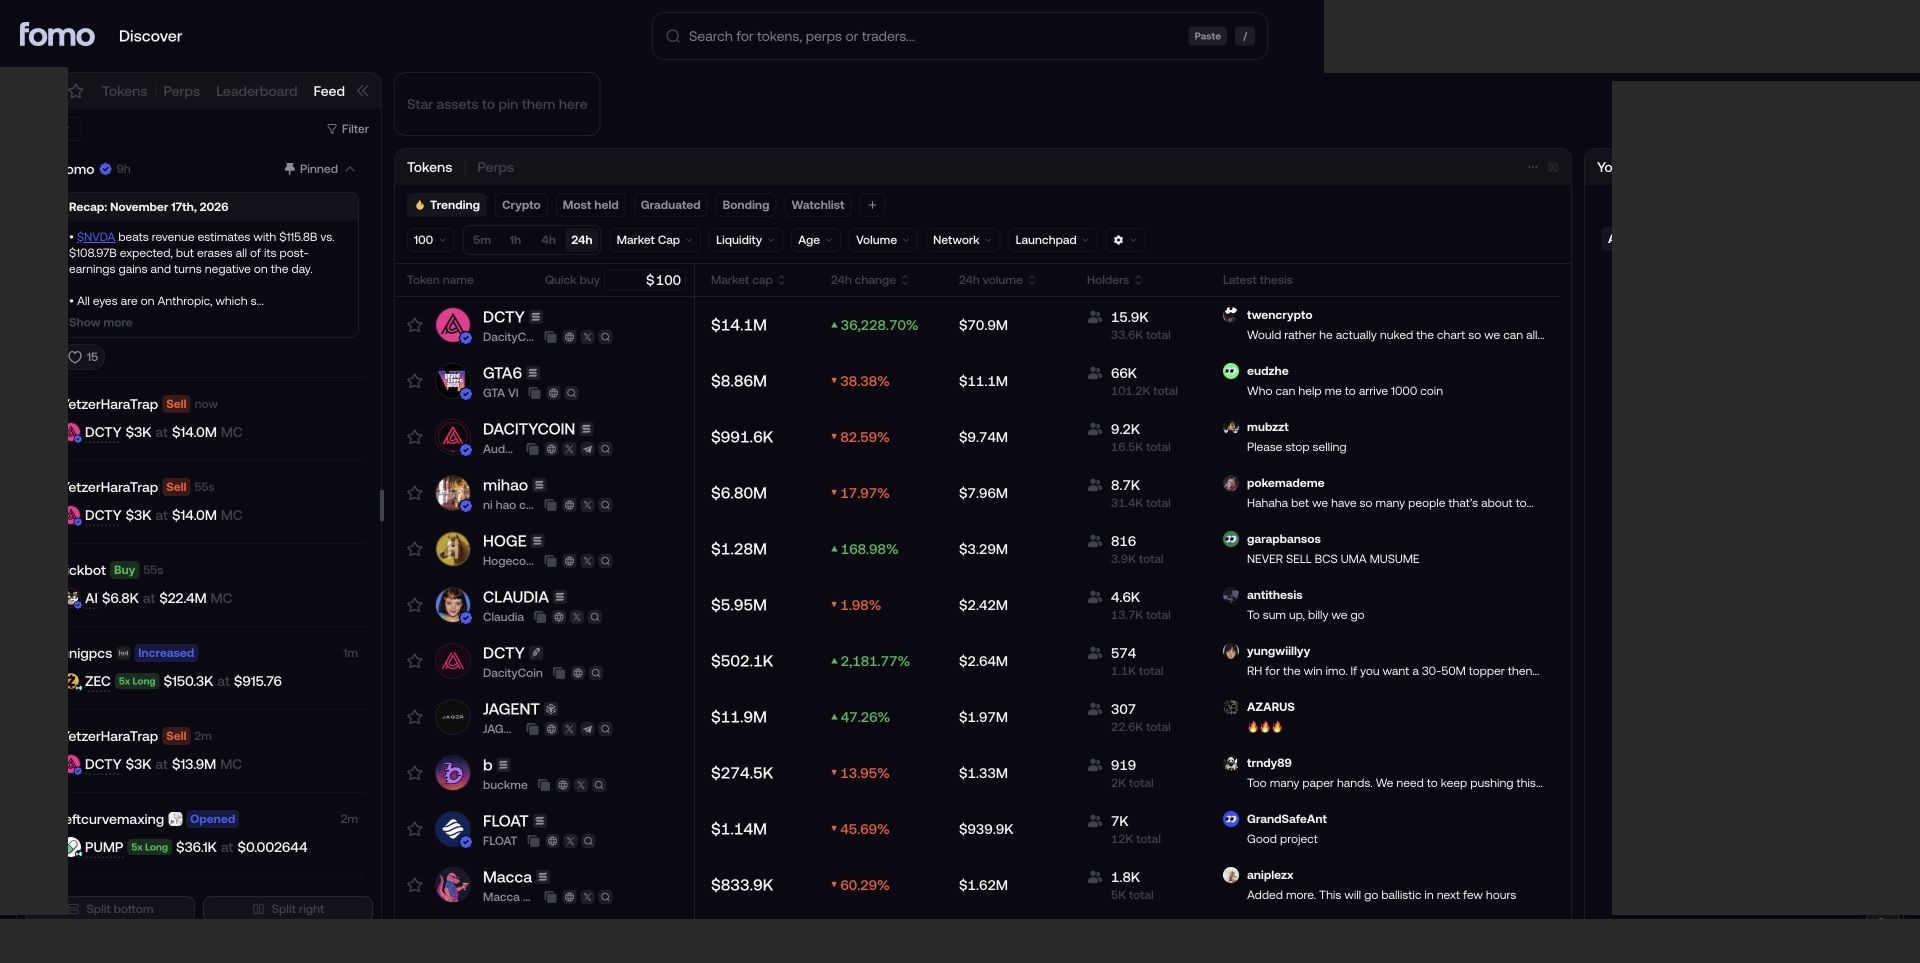 fomo Discover Search for tokens, perps or traders... Paste /
Tokens Perps Leaderboard Feed
Filter
9h Pinned
Recap: November 17th, 2026
• $NVDA beats revenue estimates with $115.8B vs.
$108.97B expected, but erases all of its post-
earnings gains and turns negative on the day.
• All eyes are on Anthropic, which s...
Show more
15
etzerHaraTrap Sell now
DCTY $3K at $14.0M MC
etzerHaraTrap Sell 55s
DCTY $3K at $14.0M MC
ckbot Buy 55s
AI $6.8K at $22.4M MC
nigpcs Increased 1m
ZEC 5x Long $150.3K at $915.76
etzerHaraTrap Sell 2m
DCTY $3K at $13.9M MC
eftcurvemaxing Opened 2m
PUMP 5x Long $36.1K at $0.002644
Split bottom Split right
Star assets to pin them here
Tokens Perps
Trending Crypto Most held Graduated Bonding Watchlist +
100 5m 1h 4h 24h Market Cap Liquidity Age Volume Network Launchpad
Token name Quick buy $100 Market cap 24h change 24h volume Holders Latest thesis
DCTY $14.1M 36,228.70% $70.9M 15.9K twencrypto
DacityC... 33.6K total Would rather he actually nuked the chart so we can all...
GTA6 $8.86M 38.38% $11.1M 66K eudzhe
GTA VI 101.2K total Who can help me to arrive 1000 coin
DACITYCOIN $991.6K 82.59% $9.74M 9.2K mubzzt
Aud... 16.5K total Please stop selling
mihao $6.80M 17.97% $7.96M 8.7K pokemademe
ni hao c... 31.4K total Hahaha bet we have so many people that's about to...
HOGE $1.28M 168.98% $3.29M 816 garapbansos
Hogeco... 3.9K total NEVER SELL BCS UMA MUSUME
CLAUDIA $5.95M 1.98% $2.42M 4.6K antithesis
Claudia 13.7K total To sum up, billy we go
DCTY $502.1K 2,181.77% $2.64M 574 yungwiillyy
DacityCoin 1.1K total RH for the win imo. If you want a 30-50M topper then...
JAGENT $11.9M 47.26% $1.97M 307 AZARUS
JAG... 22.6K total 🔥🔥🔥
b $274.5K 13.95% $1.33M 919 trndy89
buckme 2K total Too many paper hands. We need to keep pushing this...
FLOAT $1.14M 45.69% $939.9K 7K GrandSafeAnt
FLOAT 12K total Good project
Macca $833.9K 60.29% $1.62M 1.8K aniplezx
Macca ... 5K total Added more. This will go ballistic in next few hours